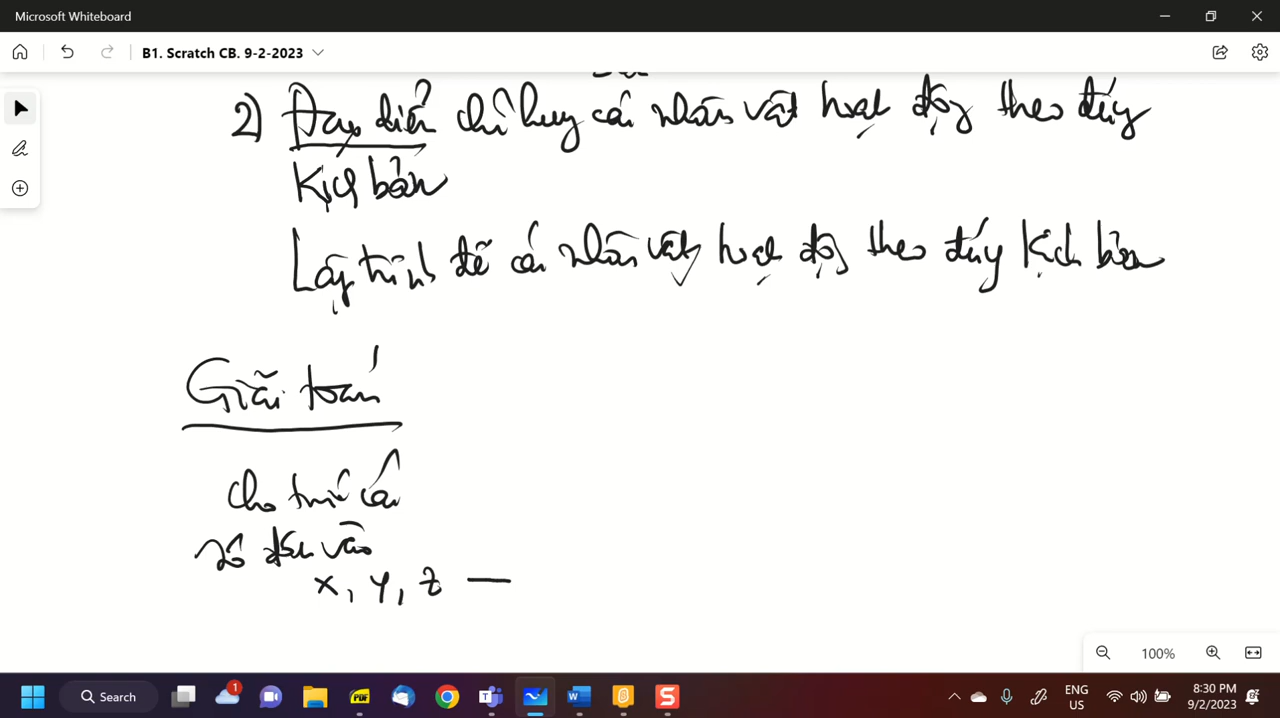 Microsoft Whiteboard
B1. Scratch CB. 9-2-2023
2) Đạo diễn chỉ huy các nhân vật hoạt động theo đúng
kịch bản
Lập trình để các nhân vật hoạt động theo đúng kịch bản
Giải toán
Cho trước các
số đầu vào
x, y, z —
100%
Search
1
PDF
ENG
US
8:30 PM
9/2/2023